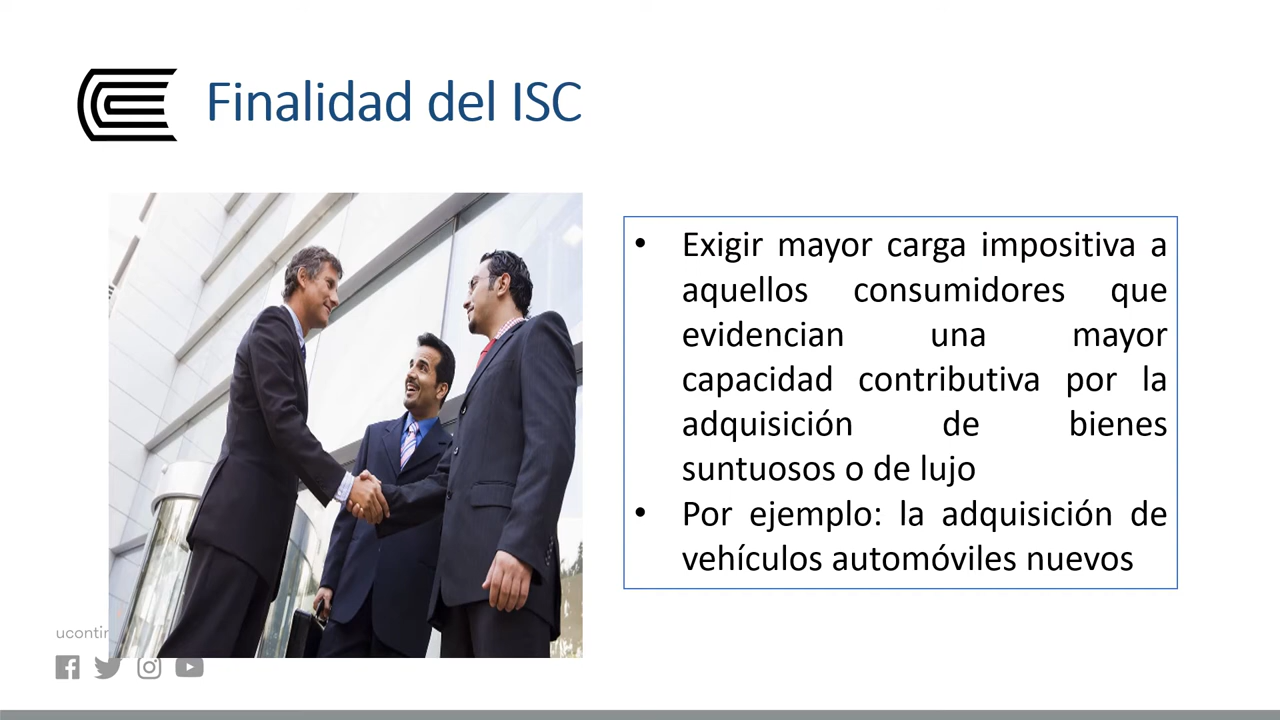 Finalidad del ISC
• Exigir mayor carga impositiva a
aquellos consumidores que
evidencian una mayor
capacidad contributiva por la
adquisición de bienes
suntuosos o de lujo
• Por ejemplo: la adquisición de
vehículos automóviles nuevos